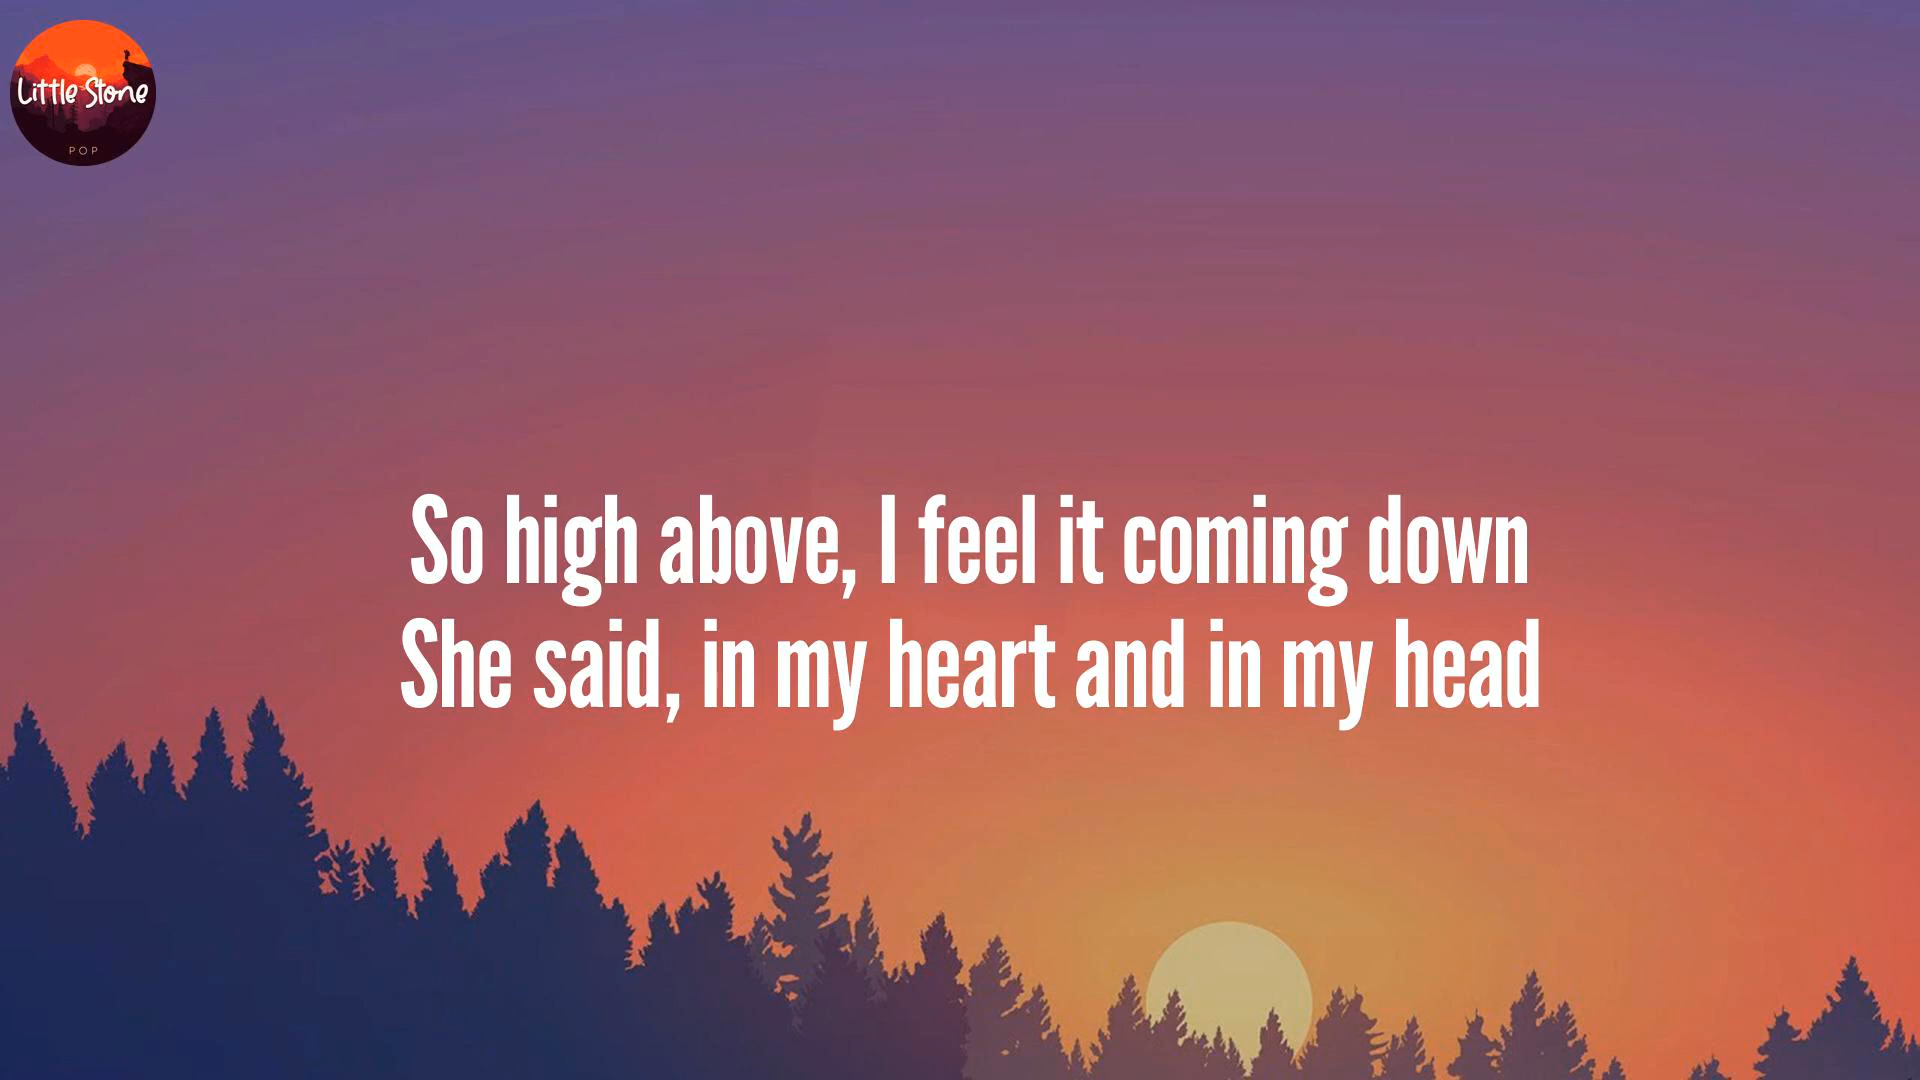 Little Stone
POP
So high above, I feel it coming down
She said, in my heart and in my head